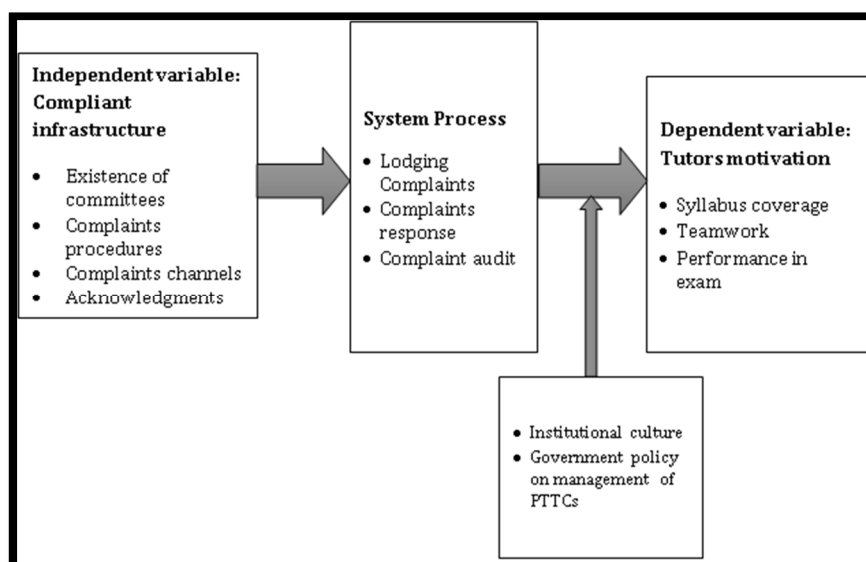 Independent variable:
Compliant
infrastructure
• Existence of
committees
• Complaints
procedures
• Complaints channels
• Acknowledgments
System Process
• Lodging
Complaints
• Complaints
response
• Complaint audit
Dependent variable:
Tutors motivation
• Syllabus coverage
• Teamwork
• Performance in
exam
• Institutional culture
• Government policy
on management of
PTTCs